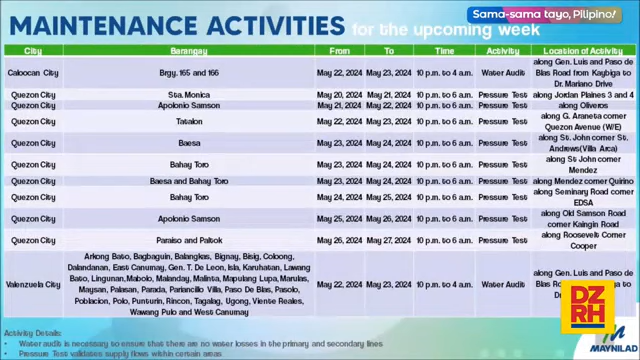 Sama-sama tayo, Pilipino!
MAINTENANCE ACTIVITIES for the upcoming week
City Barangay From To Time Activity Location of Activity
Caloocan City Brgy. 165 and 166 May 22, 2024 May 23, 2024 10 p.m. to 4 a.m. Water Audit along Gen. Luis and Paso de
Blas Road from Kaybiga to
Dr. Mariano Drive
Quezon City Sta. Monica May 20, 2024 May 21, 2024 10 p.m. to 6 a.m. Pressure Test along Jordan Plaines 3 and 4
Quezon City Apolonio Samson May 21, 2024 May 22, 2024 10 p.m. to 6 a.m. Pressure Test along Oliveros
Quezon City Tatalon May 22, 2024 May 23, 2024 10 p.m. to 6 a.m. Pressure Test along G. Araneta corner
Quezon Avenue (W/E)
Quezon City Baesa May 23, 2024 May 24, 2024 10 p.m. to 6 a.m. Pressure Test along St. John corner St.
Andrews(Villa Arca)
Quezon City Bahay Toro May 23, 2024 May 24, 2024 10 p.m. to 6 a.m. Pressure Test along St John corner
Mendez
Quezon City Baesa and Bahay Toro May 23, 2024 May 24, 2024 10 p.m. to 6 a.m. Pressure Test along Mendez corner Quirino
Quezon City Bahay Toro May 24, 2024 May 25, 2024 10 p.m. to 6 a.m. Pressure Test along Seminary Road corner
EDSA
Quezon City Apolonio Samson May 25, 2024 May 26, 2024 10 p.m. to 6 a.m. Pressure Test along Old Samson Road
corner Kaingin Road
Quezon City Paraiso and Paltok May 26, 2024 May 27, 2024 10 p.m. to 6 a.m. Pressure Test along Roosevelt Corner
Cooper
Arkong Bato, Bagbaguin, Balangkas, Bignay, Bisig, Coloong,
Dalandanan, East Canumay, Gen. T. De Leon, Isla, Karuhatan, Lawang
Bato, Lingunan, Mabolo, Malanday, Malinta, Mapulang Lupa, Marulas,
Valenzuela City Maysan, Palasan, Parada, Pariancillo Villa, Paso De Blas, Pasolo, May 22, 2024 May 23, 2024 10 p.m. to 4 a.m. Water Audit along Gen. Luis and Paso de
Poblacion, Polo, Punturin, Rincon, Tagalag, Ugong, Viente Reales,
Wawang Pulo and West Canumay
DZ
RH
MAYNILAD
Activity Details:
• Water audit is necessary to ensure that there are no water losses in the primary and secondary lines
• Pressure Test validates supply flows within certain areas